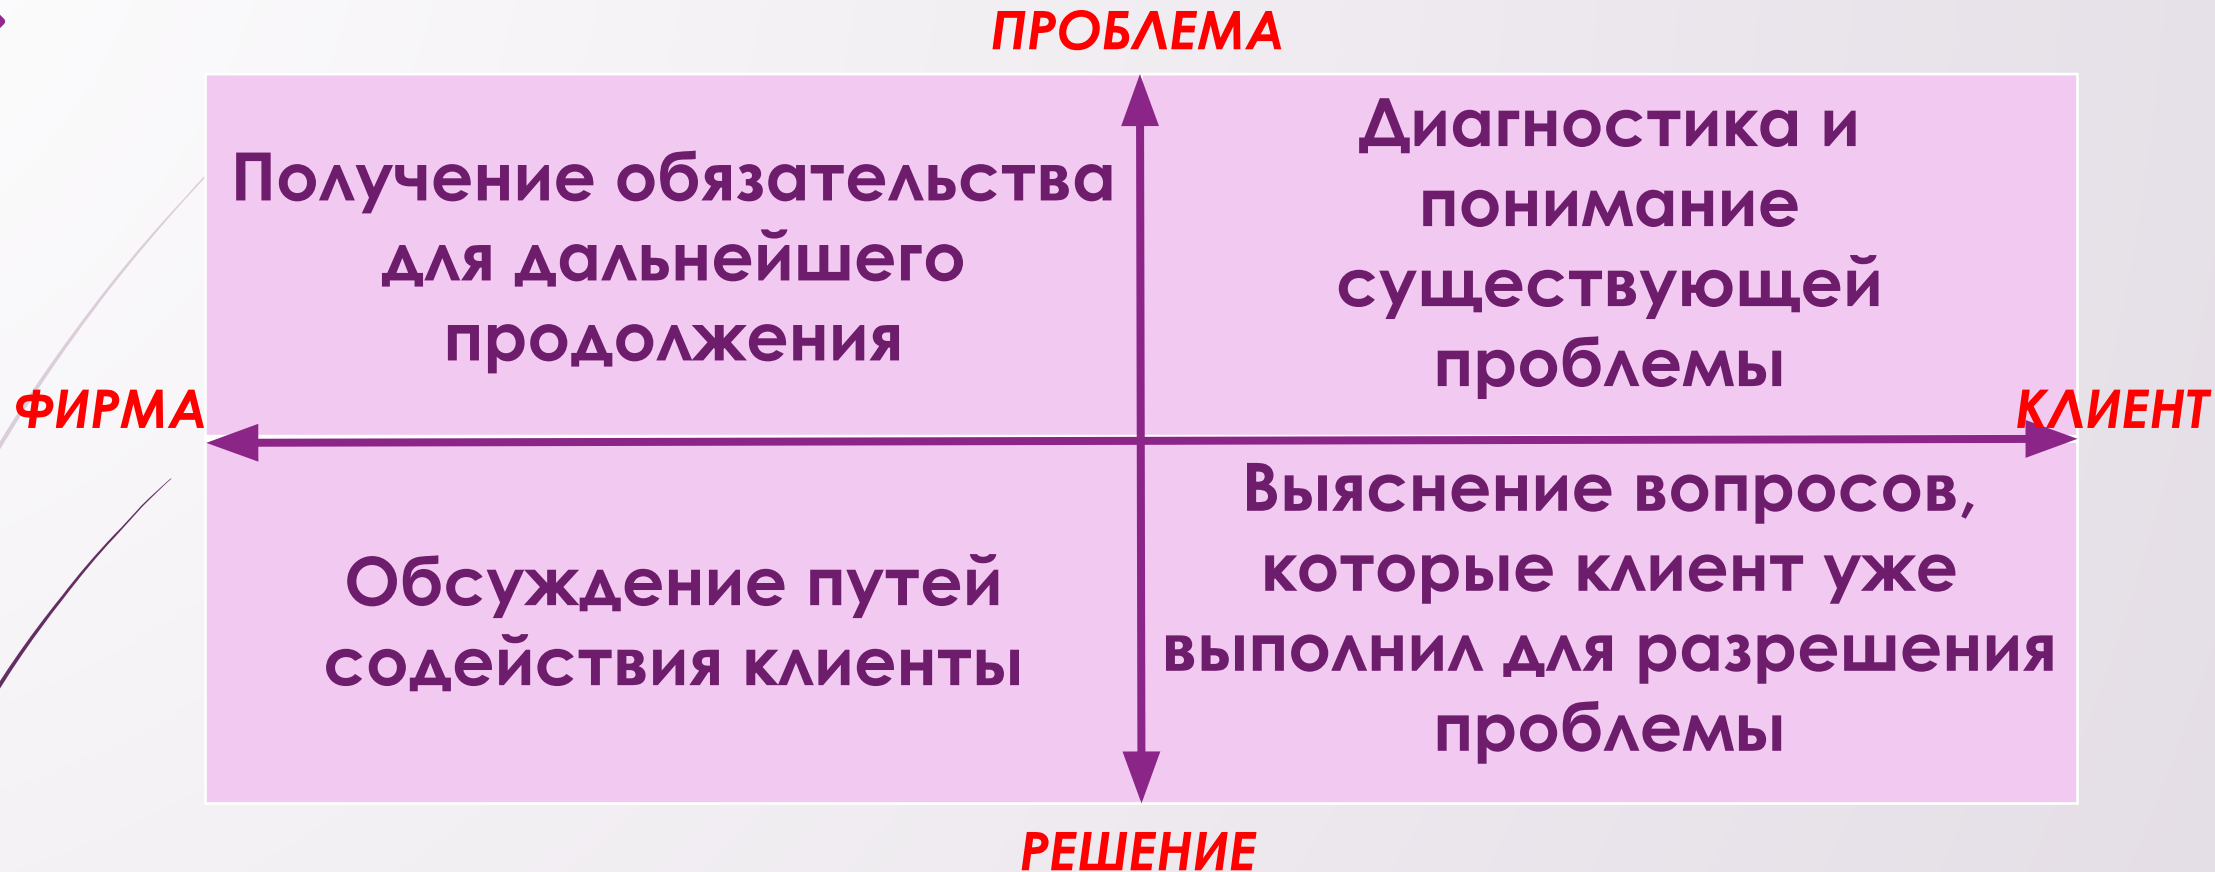 ПРОБЛЕМА
Получение обязательства
для дальнейшего
продолжения
Диагностика и
понимание
существующей
проблемы
ФИРМА
КЛИЕНТ
Обсуждение путей
содействия клиенты
Выяснение вопросов,
которые клиент уже
выполнил для разрешения
проблемы
РЕШЕНИЕ